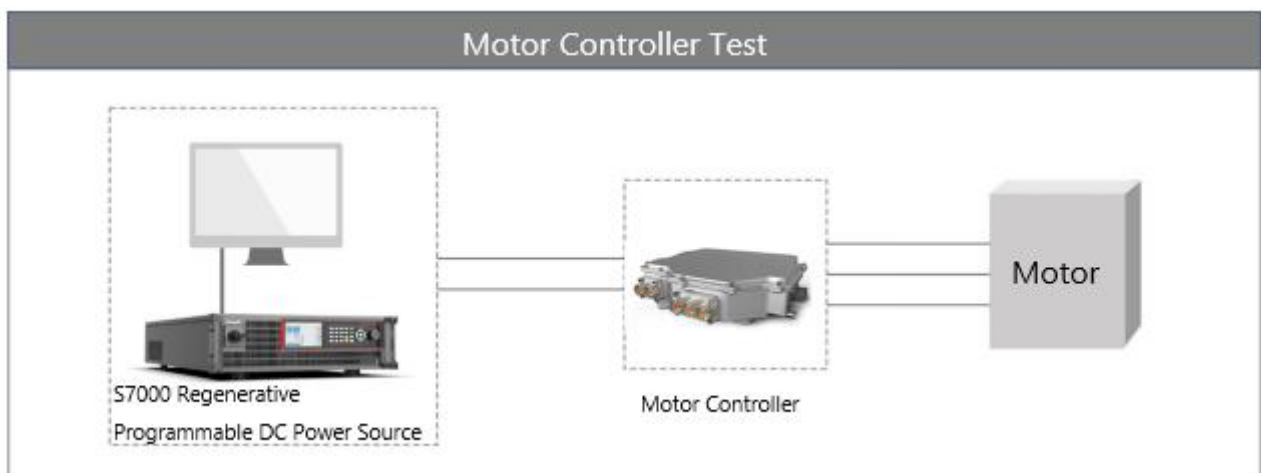 Motor Controller Test
Motor
S7000 Regenerative
Programmable DC Power Source
Motor Controller